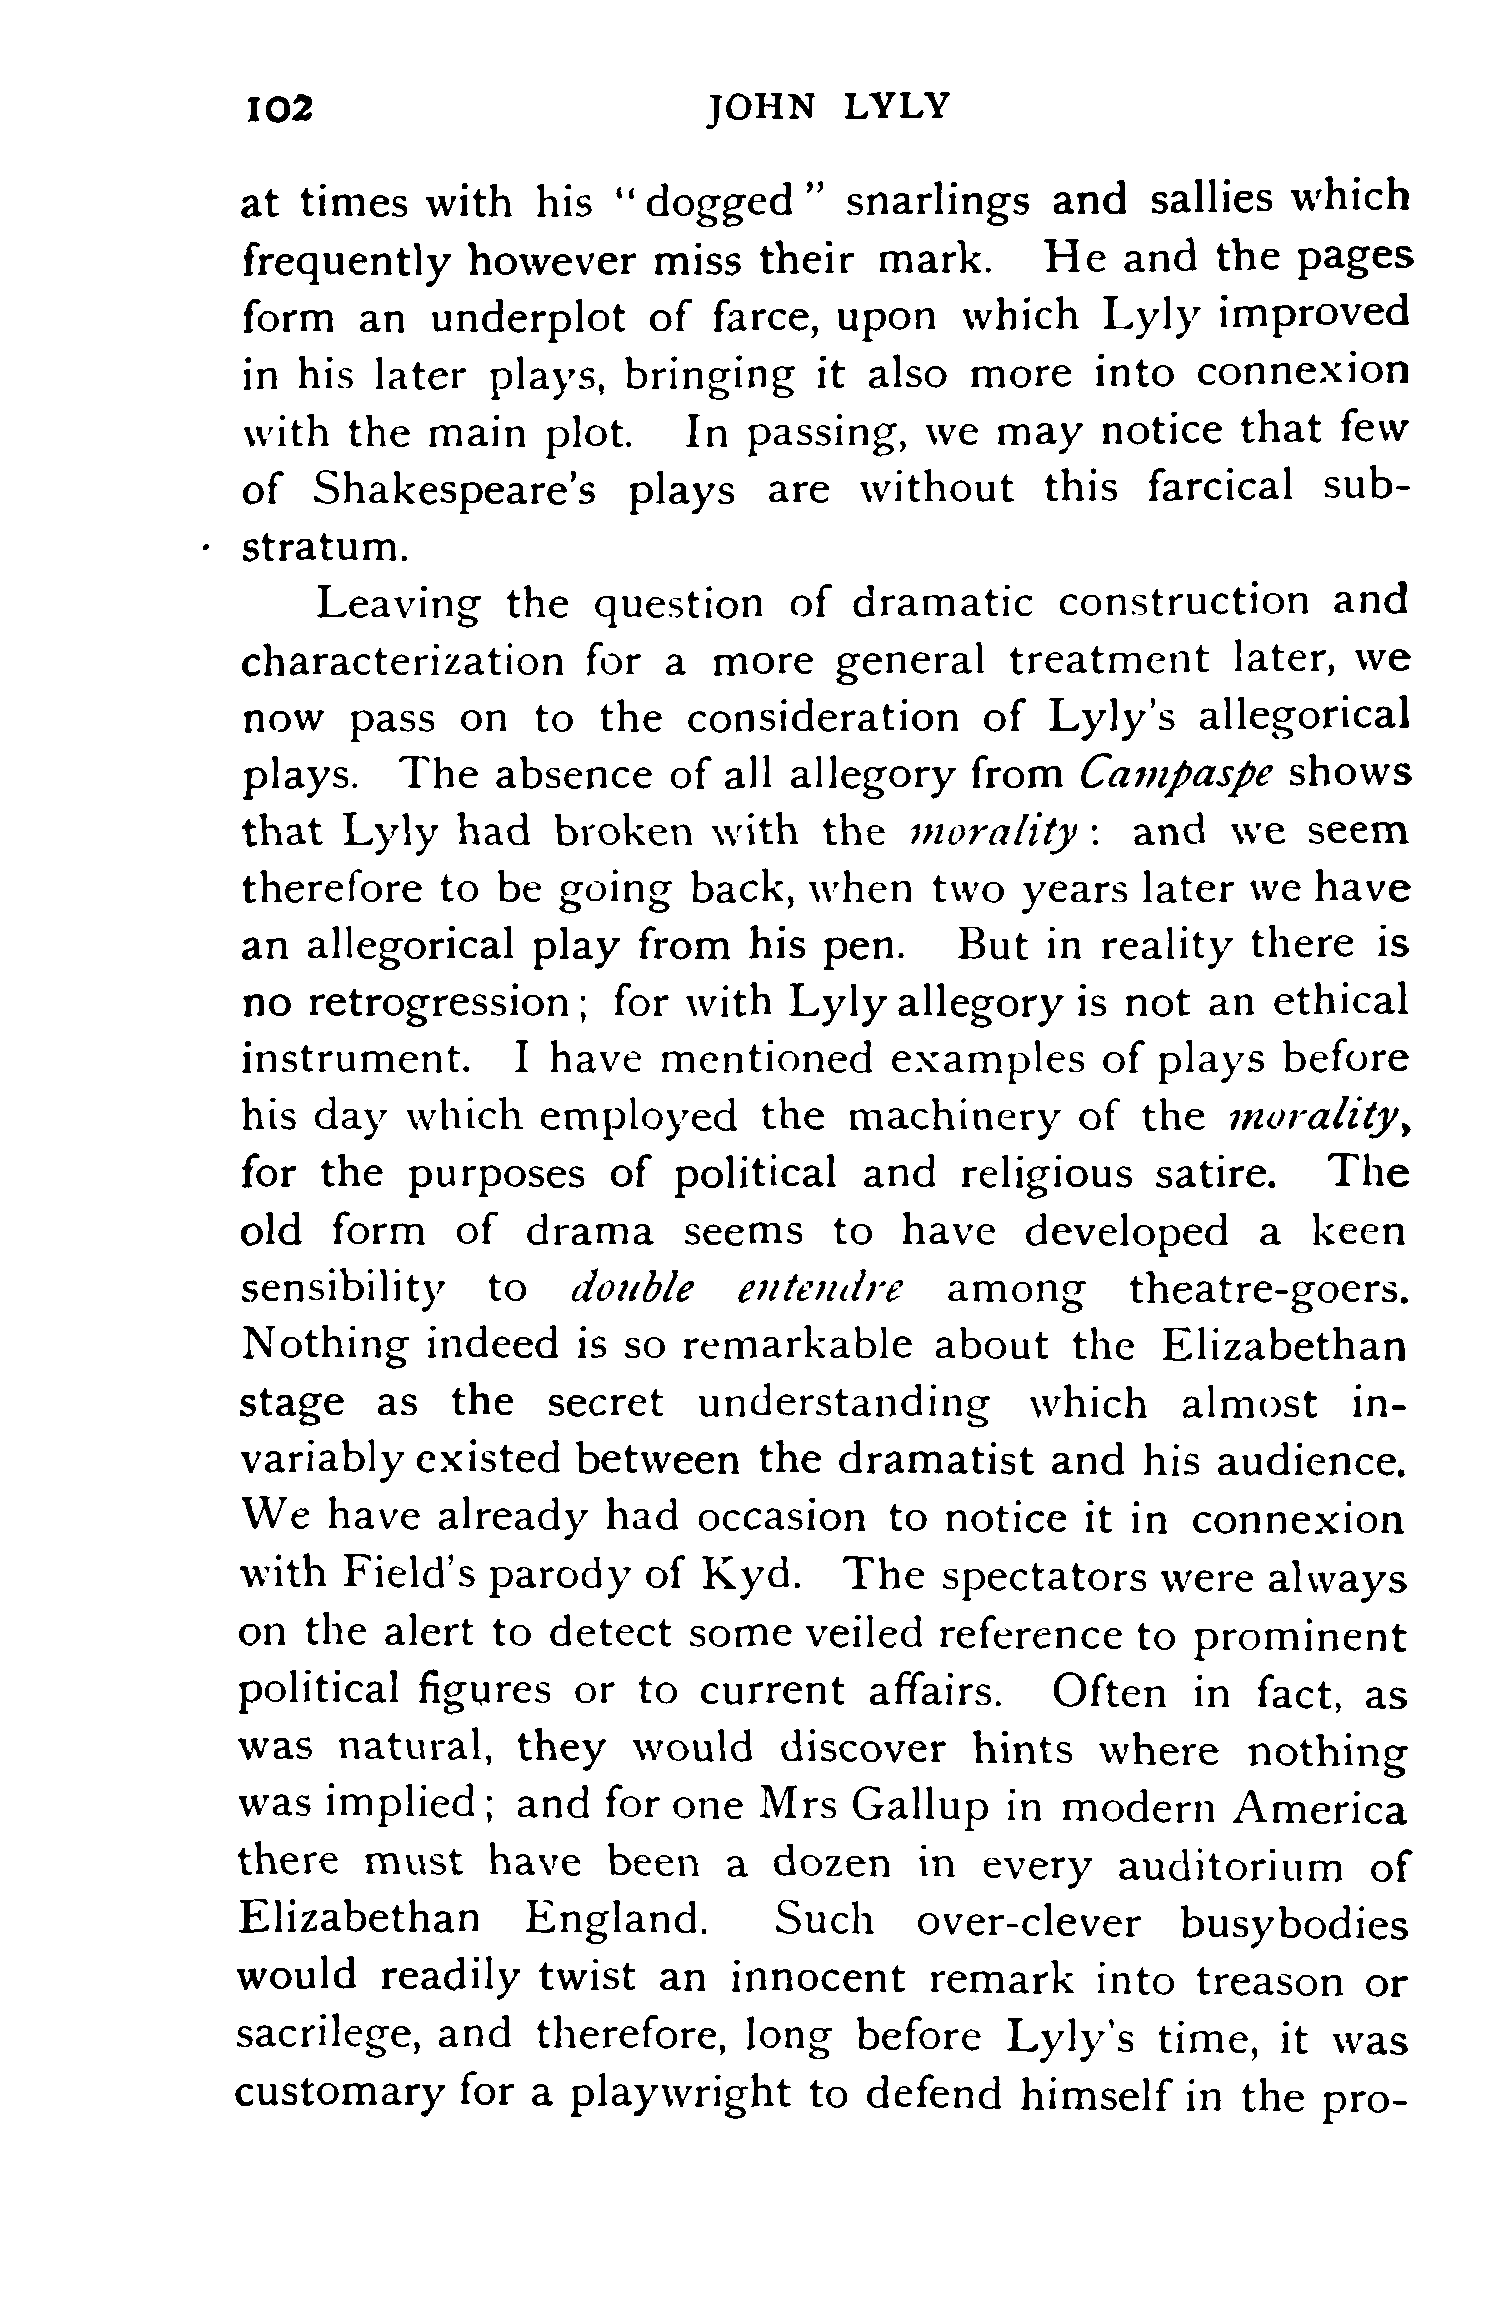 102 JOHN LYLY
at times with his " dogged " snarlings and sallies which
frequently however miss their mark. He and the pages
form an underplot of farce, upon which Lyly improved
in his later plays, bringing it also more into connexion
with the main plot. In passing, we may notice that few
of Shakespeare's plays are without this farcical sub-
stratum.
Leaving the question of dramatic construction and
characterization for a more general treatment later, we
now pass on to the consideration of Lyly's allegorical
plays. The absence of all allegory from Campaspe shows
that Lyly had broken with the morality : and we seem
therefore to be going back, when two years later we have
an allegorical play from his pen. But in reality there is
no retrogression ; for with Lyly allegory is not an ethical
instrument. I have mentioned examples of plays before
his day which employed the machinery of the morality,
for the purposes of political and religious satire. The
old form of drama seems to have developed a keen
sensibility to double entendre among theatre-goers.
Nothing indeed is so remarkable about the Elizabethan
stage as the secret understanding which almost in-
variably existed between the dramatist and his audience.
We have already had occasion to notice it in connexion
with Field's parody of Kyd. The spectators were always
on the alert to detect some veiled reference to prominent
political figures or to current affairs. Often in fact, as
was natural, they would discover hints where nothing
was implied ; and for one Mrs Gallup in modern America
there must have been a dozen in every auditorium of
Elizabethan England. Such over-clever busybodies
would readily twist an innocent remark into treason or
sacrilege, and therefore, long before Lyly's time, it was
customary for a playwright to defend himself in the pro-